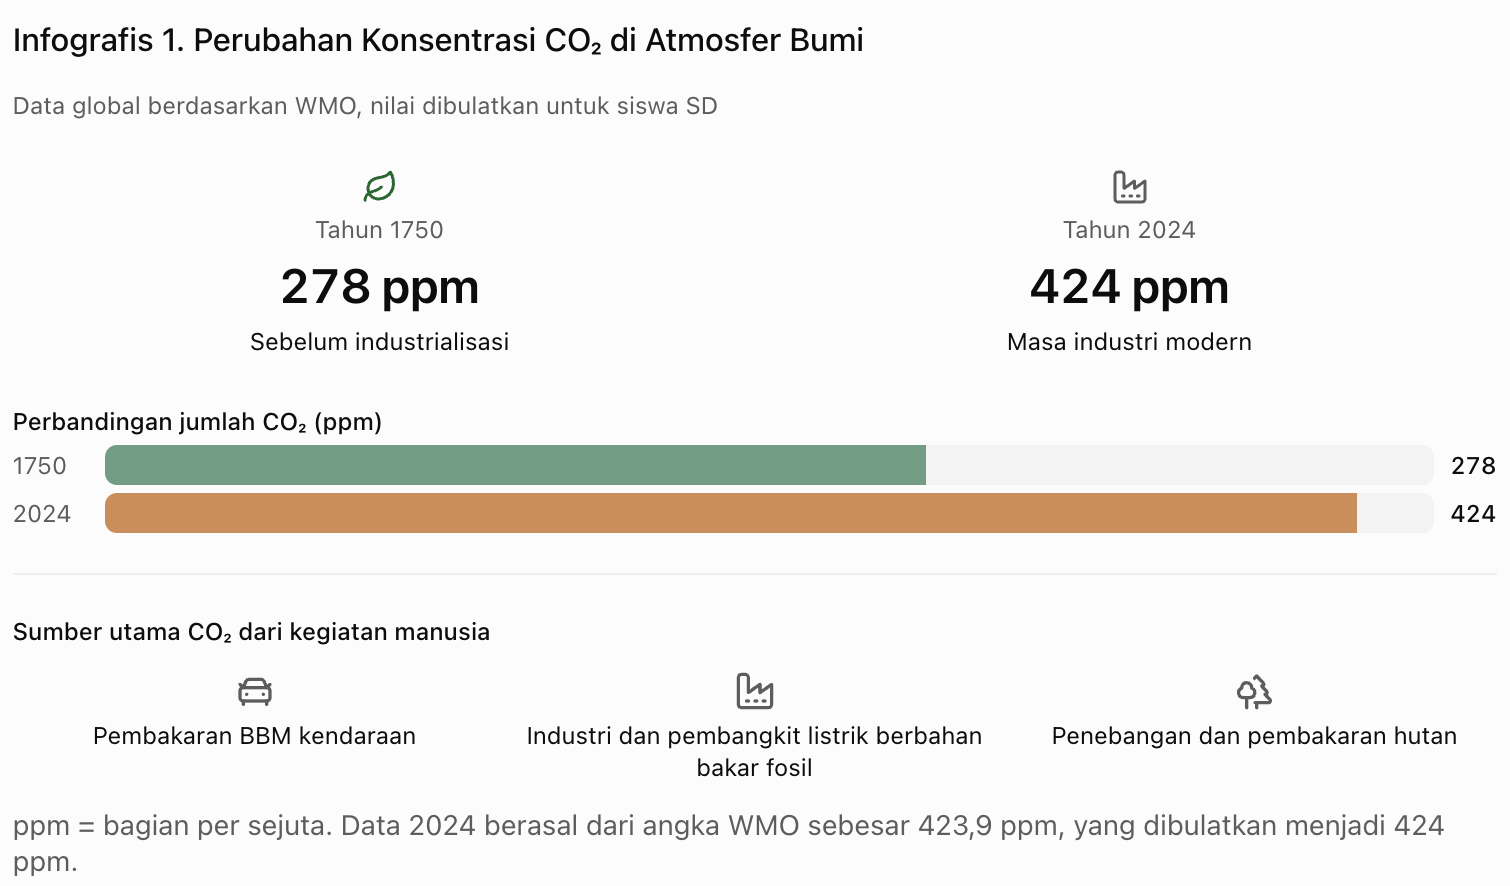 Infografis 1. Perubahan Konsentrasi CO₂ di Atmosfer Bumi
Data global berdasarkan WMO, nilai dibulatkan untuk siswa SD
Tahun 1750
278 ppm
Sebelum industrialisasi
Tahun 2024
424 ppm
Masa industri modern
Perbandingan jumlah CO₂ (ppm)
1750 278
2024 424
Sumber utama CO₂ dari kegiatan manusia
Pembakaran BBM kendaraan
Industri dan pembangkit listrik berbahan
bakar fosil
Penebangan dan pembakaran hutan
ppm = bagian per sejuta. Data 2024 berasal dari angka WMO sebesar 423,9 ppm, yang dibulatkan menjadi 424
ppm.